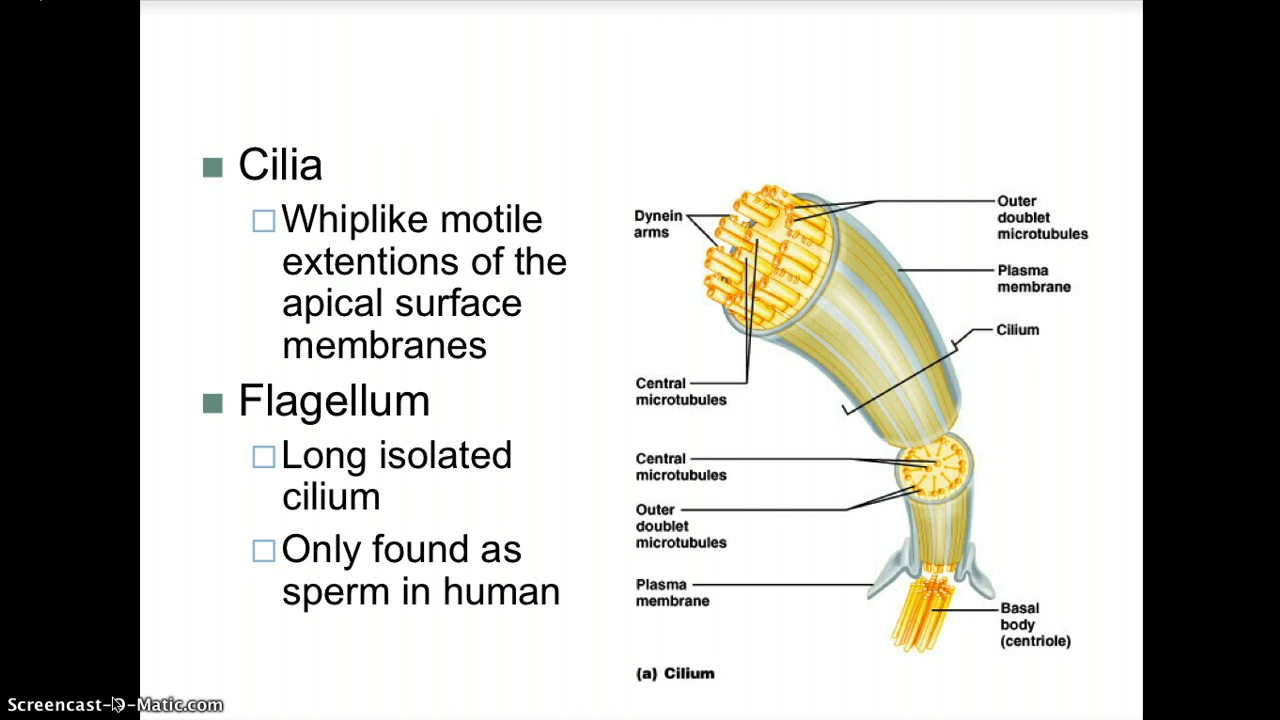 Cilia
Whiplike motile
extentions of the
apical surface
membranes
Flagellum
Long isolated
cilium
Only found as
sperm in human
Dynein
arms
Outer
doublet
microtubules
Plasma
membrane
Cilium
Central
microtubules
Central
microtubules
Outer
doublet
microtubules
Plasma
membrane
Basal
body
(centriole)
(a) Cilium
Screencast-O-Matic.com